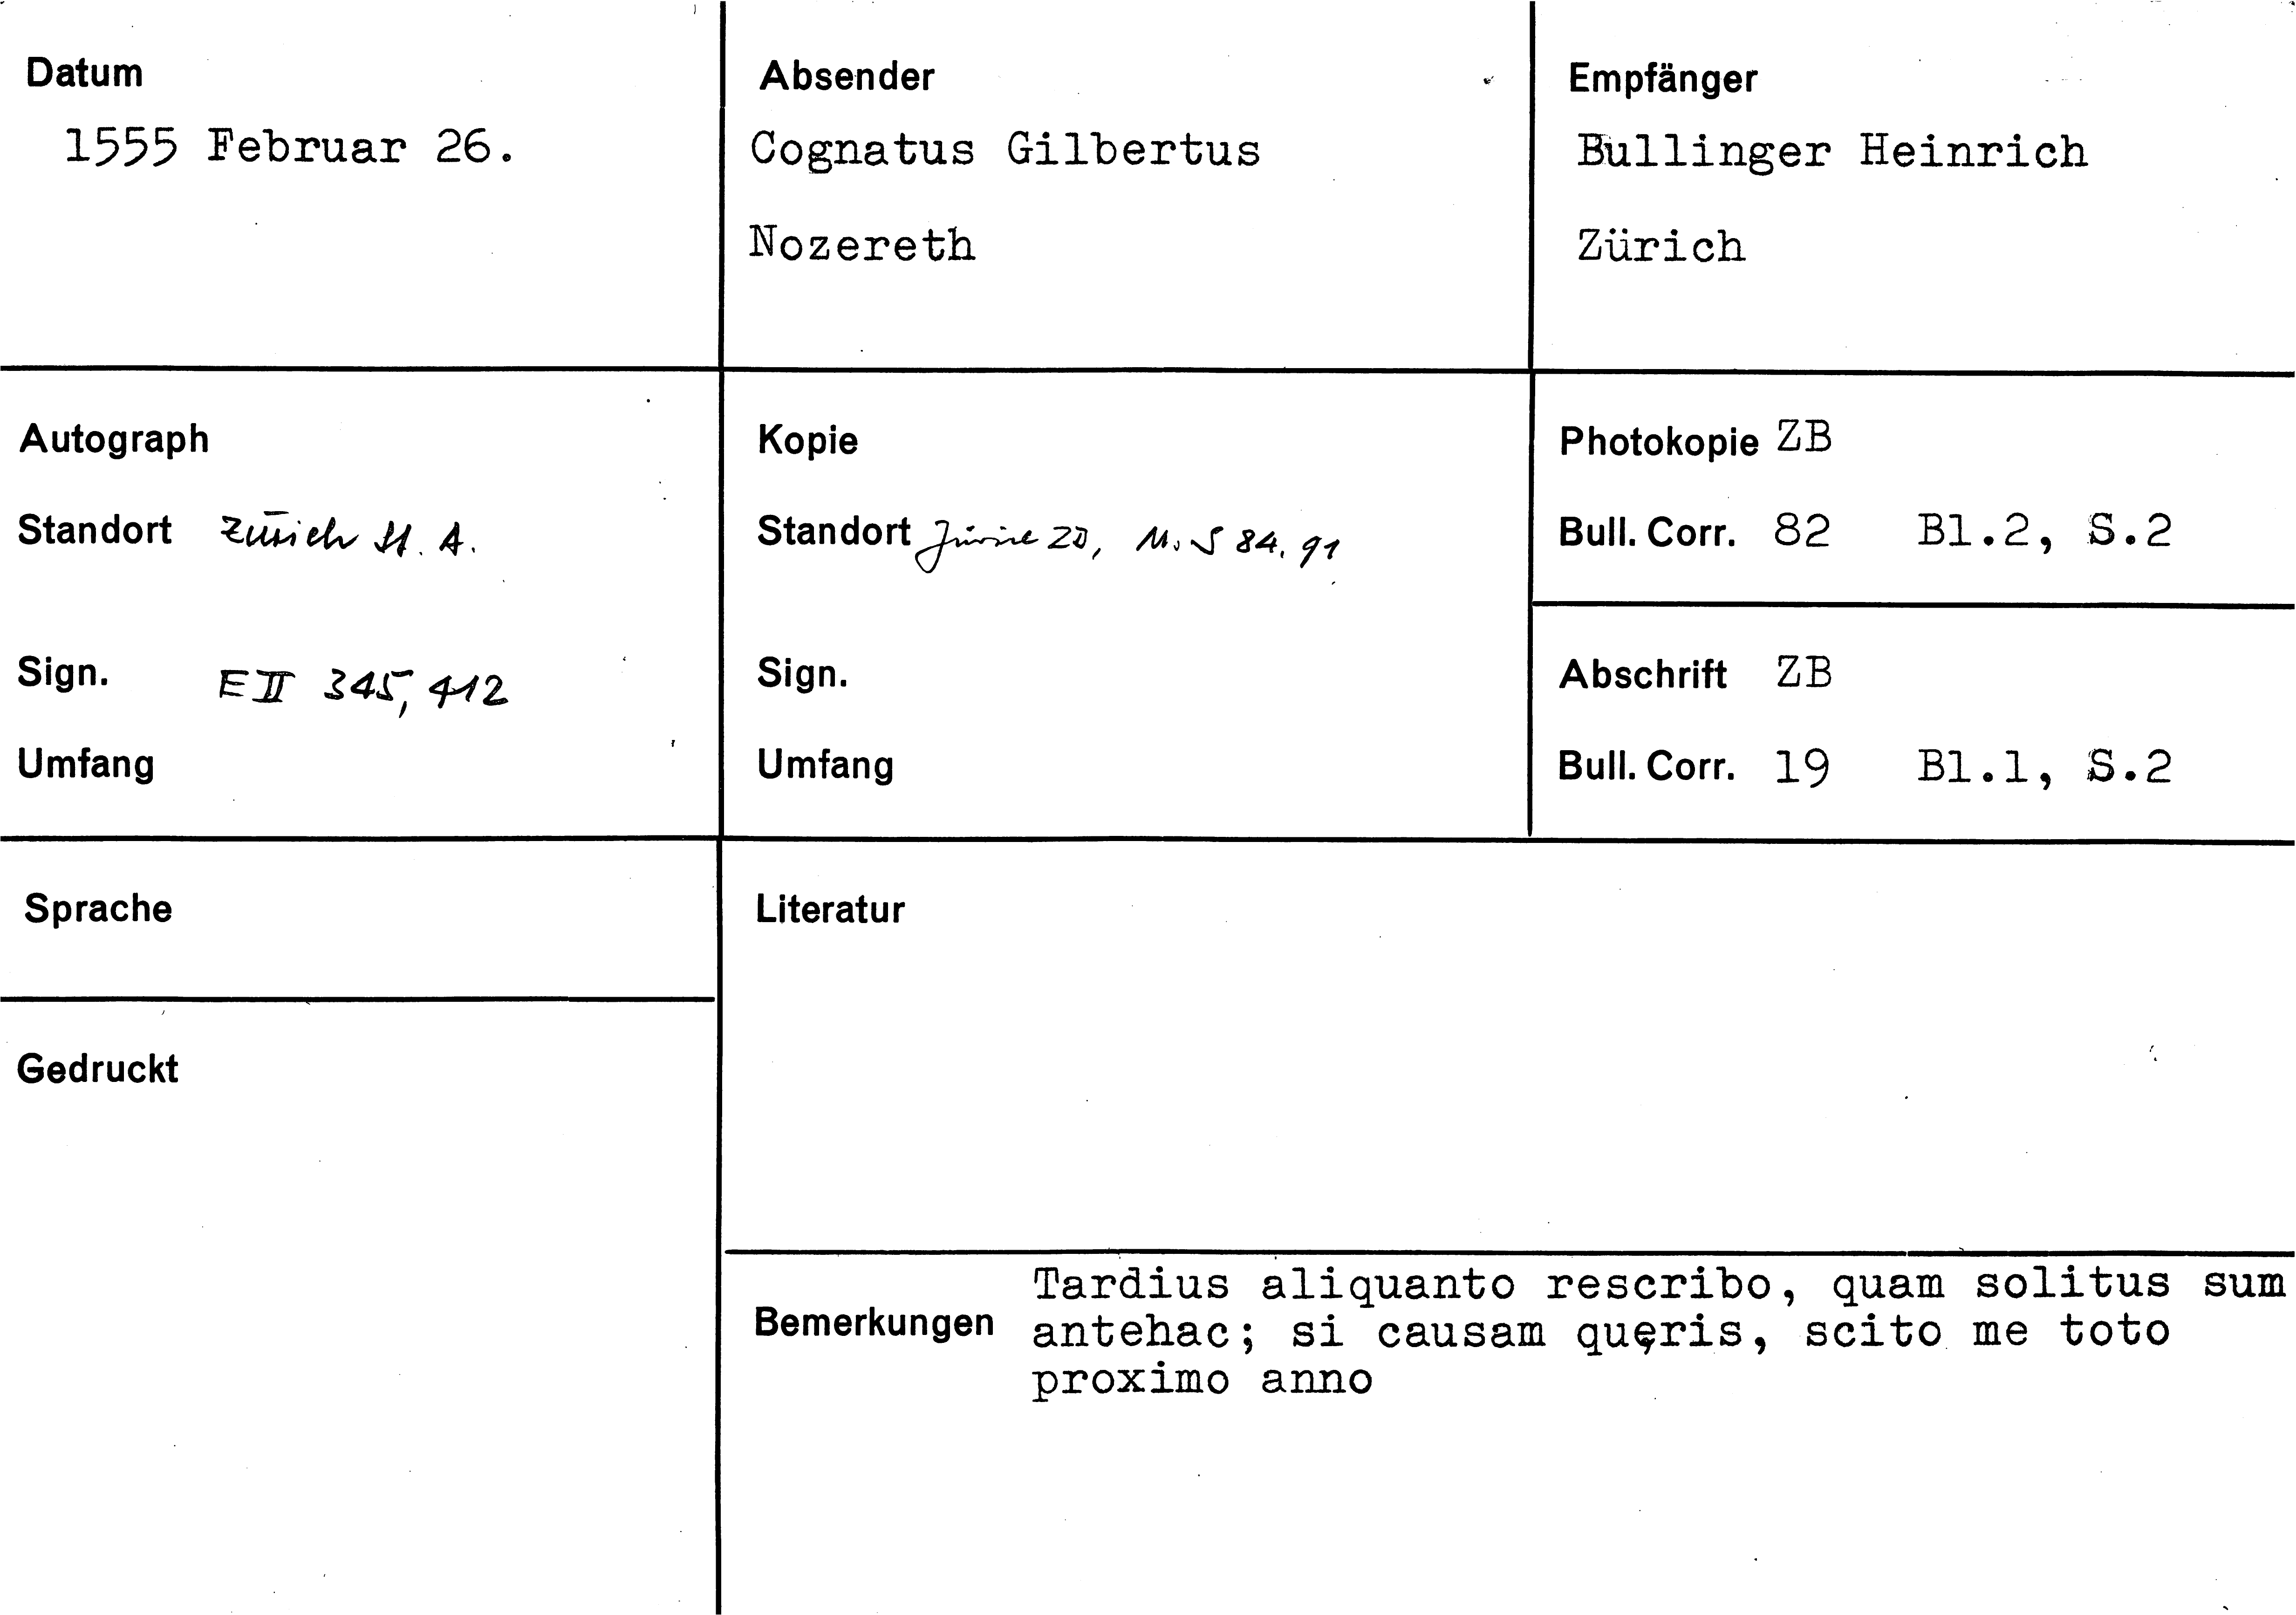 Datum
1555 Februar 26.
Absender
Cognatus Gilbertus
Nozereth
Empfänger
Bullinger Heinrich
Zürich
Autograph
Standort Zürich St. A.
Sign. E II 345, 412
Umfang
Kopie
Standort Zürich ZB, Ms S 84, 91
Sign.
Umfang
Photokopie ZB
Bull. Corr. 82 Bl.2, S.2
Abschrift ZB
Bull. Corr. 19 Bl.1, S.2
Sprache
Gedruckt
Literatur
Bemerkungen
Tardius aliquanto rescribo, quam solitus sum
antehac; si causam quęris, scito me toto
proximo anno